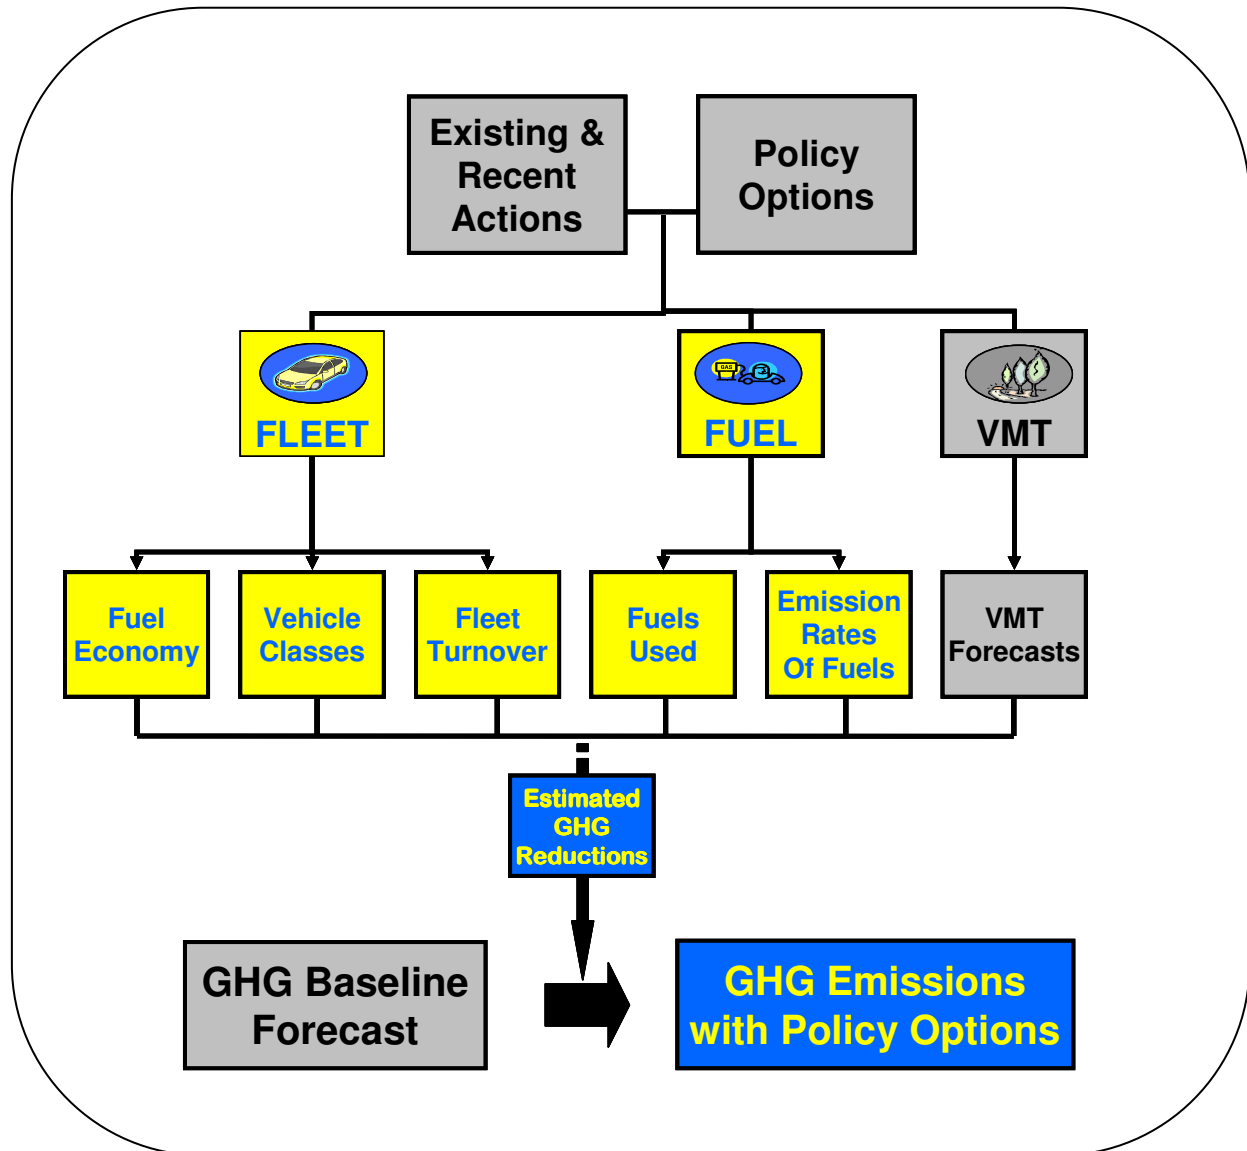 Existing &
Recent
Actions
Policy
Options
GAS
FLEET
FUEL
VMT
Fuel
Economy
Vehicle
Classes
Fleet
Turnover
Fuels
Used
Emission
Rates
Of Fuels
VMT
Forecasts
Estimated
GHG
Reductions
GHG Baseline
Forecast
GHG Emissions
with Policy Options